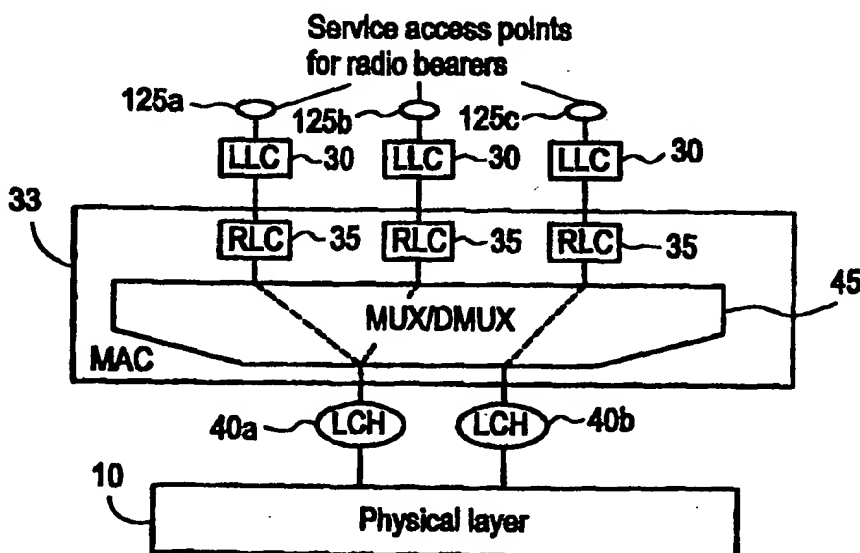 Service access points
for radio bearers
125a
125b
125c
LLC 30 LLC 30 LLC 30
33
RLC 35 RLC 35 RLC 35
45
MUX/DMUX
MAC
40a LCH LCH 40b
10
Physical layer